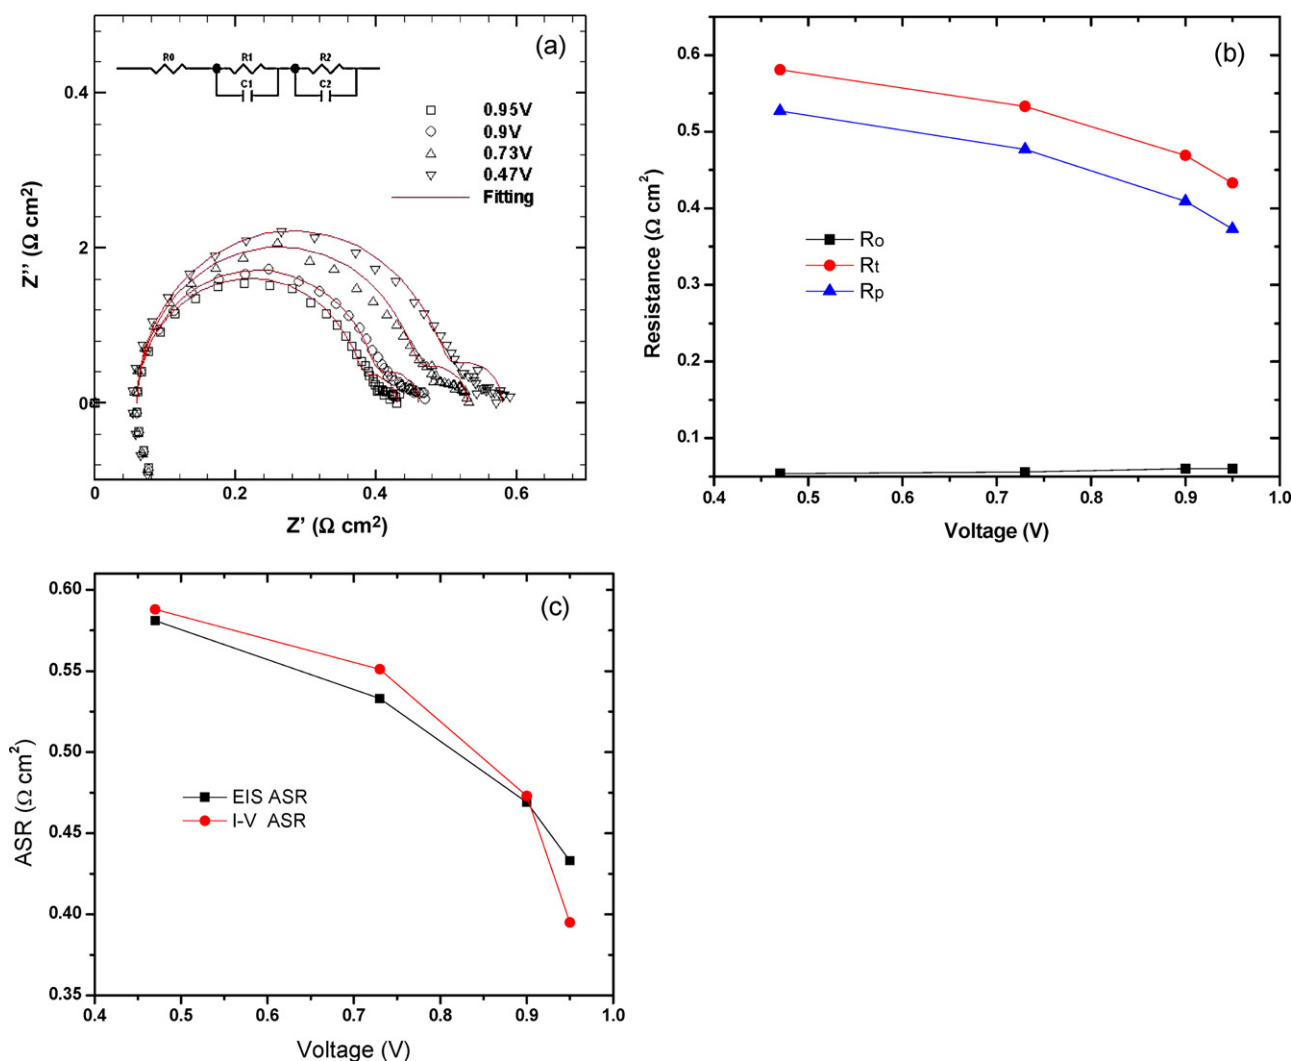 (a)
R0 R1 R2
C1 C2
0.4
0.95V
0.9V
0.73V
0.47V
Fitting
2
0
Z'' (Ω cm2)
0 0.2 0.4 0.6
Z' (Ω cm2)
(b)
0.6
0.5
0.4
0.3
0.2
0.1
Resistance (Ω cm2)
Ro
Rt
Rp
0.4 0.5 0.6 0.7 0.8 0.9 1.0
Voltage (V)
(c)
0.60
0.55
0.50
0.45
0.40
0.35
ASR (Ω cm2)
EIS ASR
I-V ASR
0.4 0.5 0.6 0.7 0.8 0.9 1.0
Voltage (V)